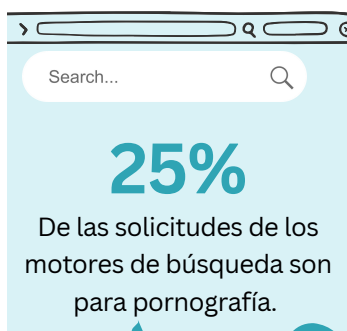 Search...
25%
De las solicitudes de los
motores de búsqueda son
para pornografía.